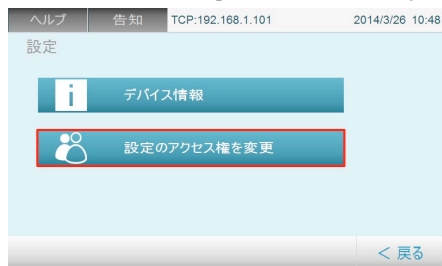 ヘルプ 告知 TCP:192.168.1.101 2014/3/26 10:48
設定
i デバイス情報
設定のアクセス権を変更
< 戻る